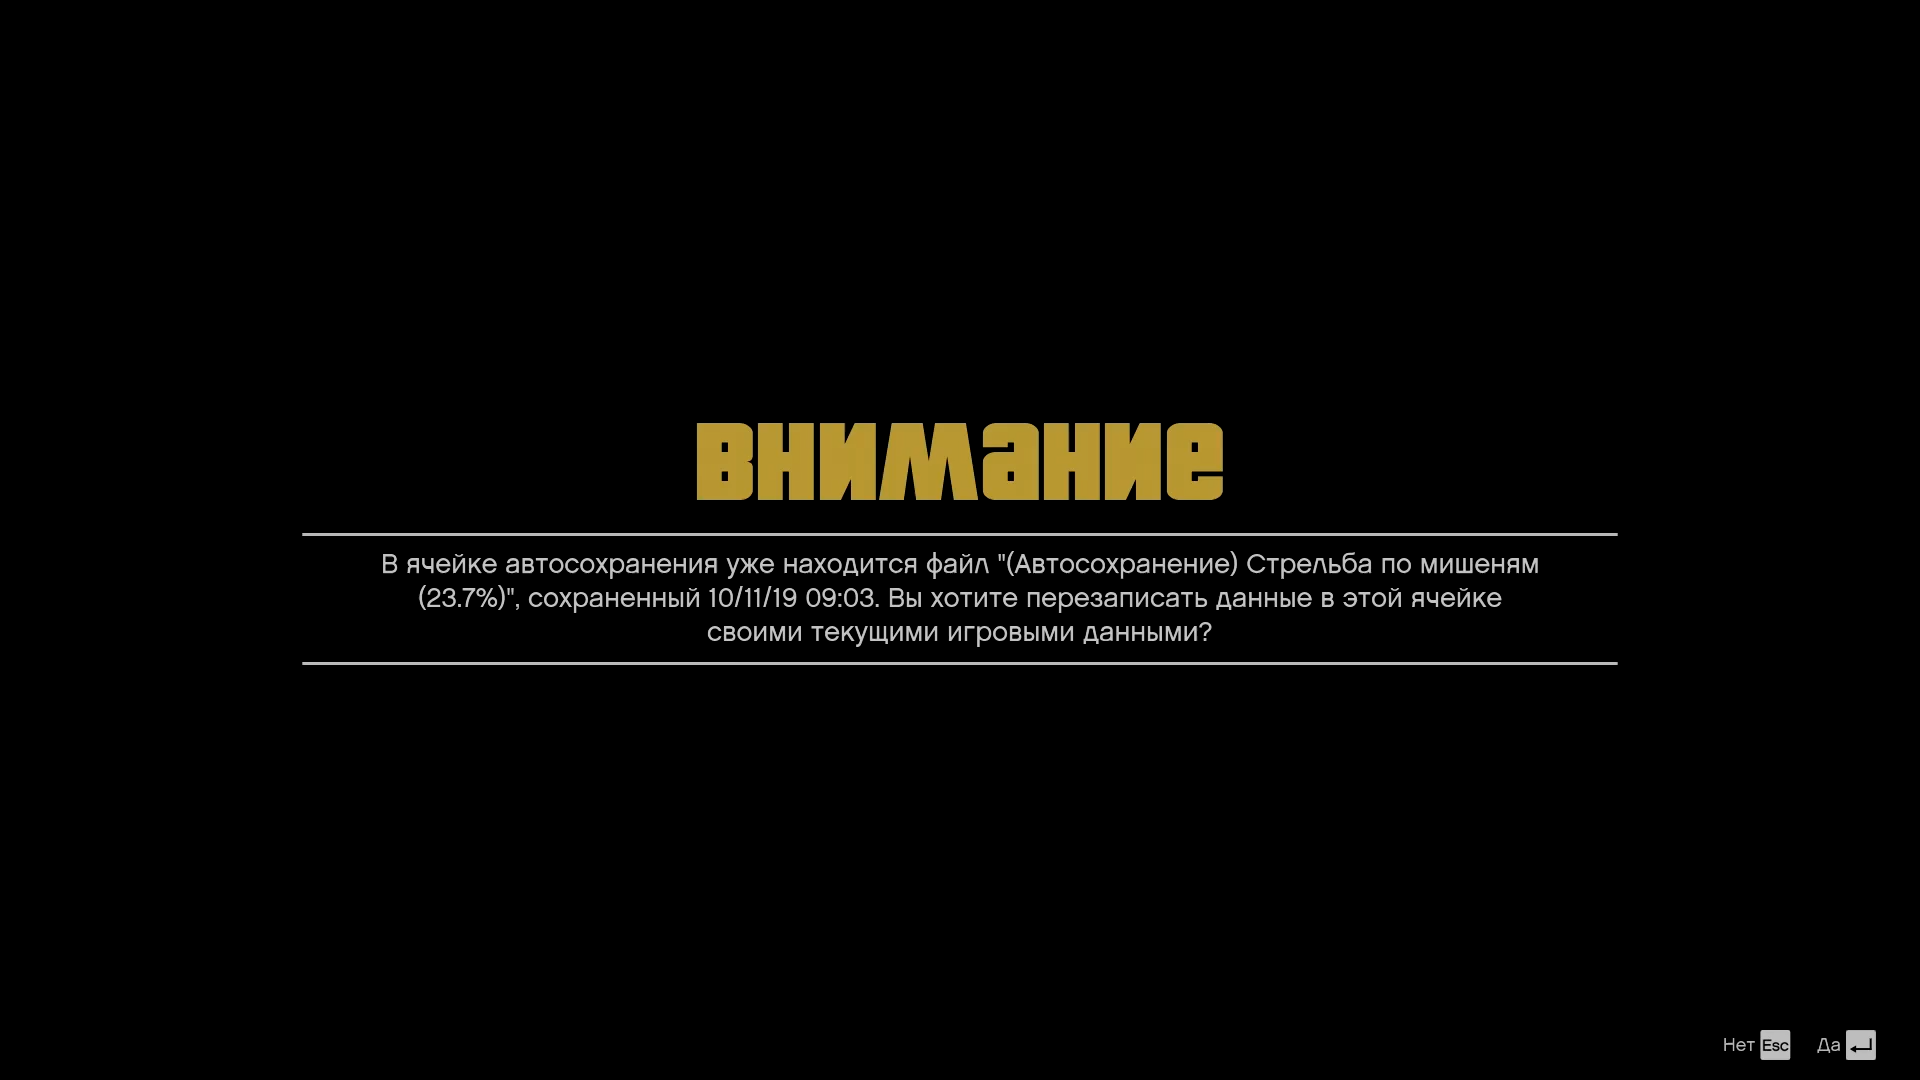 внимание
В ячейке автосохранения уже находится файл "(Автосохранение) Стрельба по мишеням
(23.7%)", сохраненный 10/11/19 09:03. Вы хотите перезаписать данные в этой ячейке
своими текущими игровыми данными?
Нет Esc Да